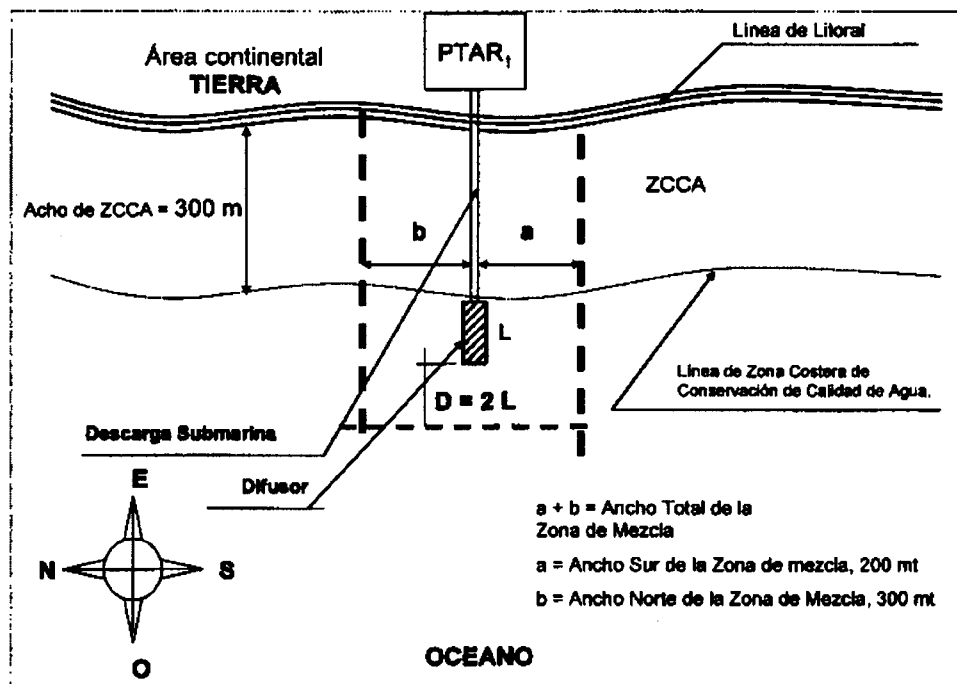 Línea de Litoral
Área continental
TIERRA
PTAR₁
ZCCA
Acho de ZCCA = 300 m
b
a
L
D = 2 L
Línea de Zona Costera de
Conservación de Calidad de Agua.
Descarga Submarina
Difusor
E
N
S
O
a + b = Ancho Total de la
Zona de Mezcla
a = Ancho Sur de la Zona de mezcla, 200 mt
b = Ancho Norte de la Zona de Mezcla, 300 mt
OCEANO